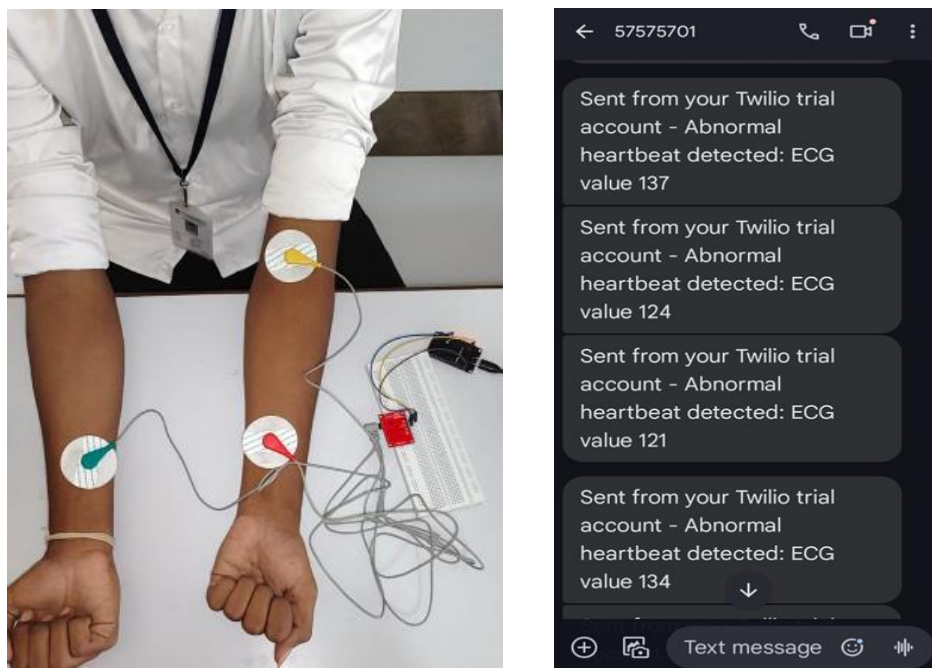 57575701
Sent from your Twilio trial
account - Abnormal
heartbeat detected: ECG
value 137
Sent from your Twilio trial
account - Abnormal
heartbeat detected: ECG
value 124
Sent from your Twilio trial
account - Abnormal
heartbeat detected: ECG
value 121
Sent from your Twilio trial
account - Abnormal
heartbeat detected: ECG
value 134
Text message